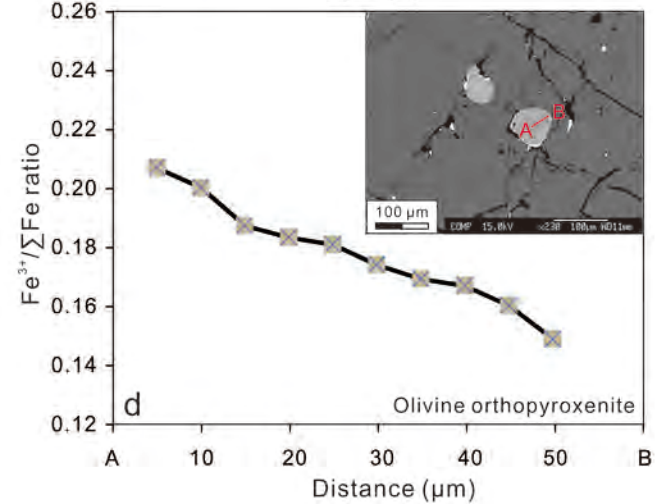 0.26
0.24
0.22
0.20
0.18
0.16
0.14
0.12
Fe³⁺/∑Fe ratio
A
B
100 μm
COMP 15.0kV ×230 100μm WD11mm
d
Olivine orthopyroxenite
A 10 20 30 40 50 B
Distance (μm)